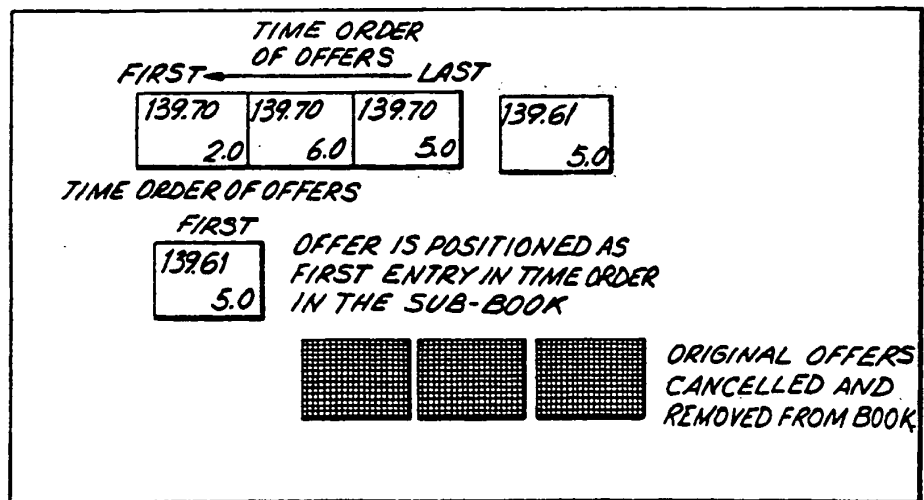 TIME ORDER
OF OFFERS
FIRST LAST
139.70 139.70 139.70 139.61
2.0 6.0 5.0 5.0
TIME ORDER OF OFFERS
FIRST
139.61
5.0
OFFER IS POSITIONED AS
FIRST ENTRY IN TIME ORDER
IN THE SUB-BOOK
ORIGINAL OFFERS
CANCELLED AND
REMOVED FROM BOOK